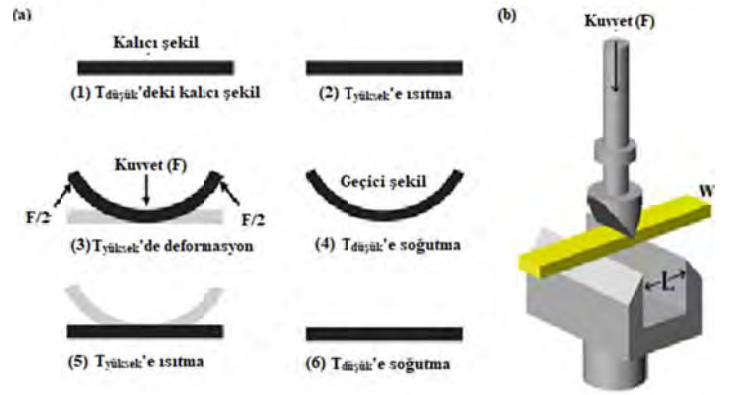 (a)
Kalıcı şekil
(1) Tdüşük'deki kalıcı şekil
(2) Tyüksek'e ısıtma
Kuvvet (F)
F/2
F/2
(3)Tyüksek'de deformasyon
Geçici şekil
(4) Tdüşük'e soğutma
(5) Tyüksek'e ısıtma
(6) Tdüşük'e soğutma
(b)
Kuvvet (F)
W
L